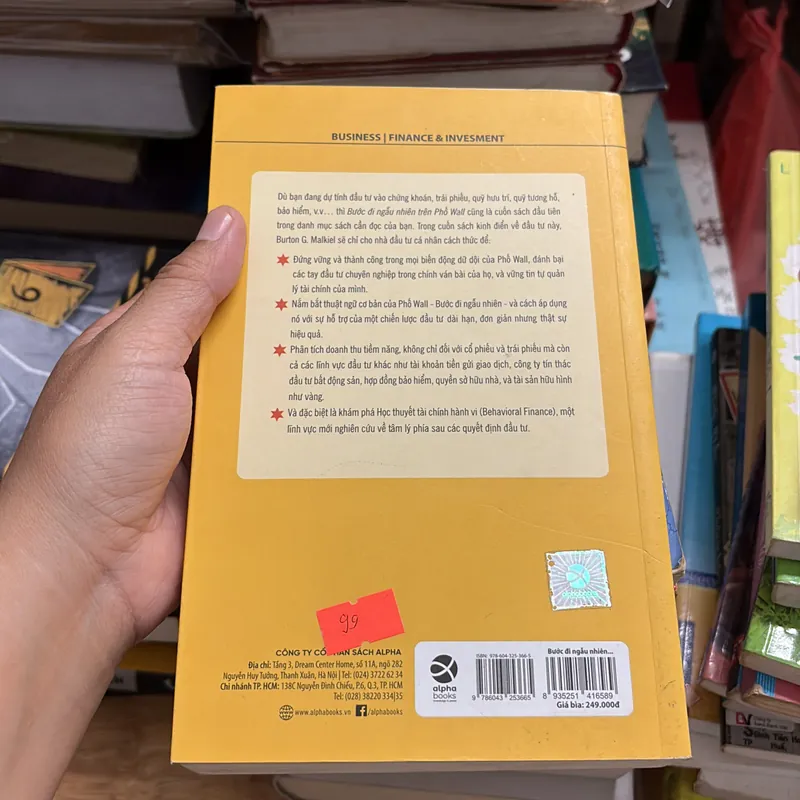 BUSINESS | FINANCE & INVESMENT
Dù bạn đang dự tính đầu tư vào chứng khoán, trái phiếu, quỹ hưu trí, quỹ tương hỗ,
bảo hiểm, v.v... thì Bước đi ngẫu nhiên trên Phố Wall cũng là cuốn sách đầu tiên
trong danh mục sách cần đọc của bạn. Trong cuốn sách kinh điển về đầu tư này,
Burton G. Malkiel sẽ chỉ cho nhà đầu tư cá nhân cách thức để:
Đứng vững và thành công trong mọi biến động dữ dội của Phố Wall, đánh bại
các tay đầu tư chuyên nghiệp trong chính ván bài của họ, và vững tin tự quản
lý tài chính của mình.
Nắm bắt thuật ngữ cơ bản của Phố Wall - Bước đi ngẫu nhiên - và cách áp dụng
nó với sự hỗ trợ của một chiến lược đầu tư dài hạn, đơn giản nhưng thật sự
hiệu quả.
Phân tích doanh thu tiềm năng, không chỉ đối với cổ phiếu và trái phiếu mà còn
cả các lĩnh vực đầu tư khác như tài khoản tiền gửi giao dịch, công ty tín thác
đầu tư bất động sản, hợp đồng bảo hiểm, quyền sở hữu nhà, và tài sản hữu hình
như vàng.
Và đặc biệt là khám phá Học thuyết tài chính hành vi (Behavioral Finance), một
lĩnh vực mới nghiên cứu về tâm lý phía sau các quyết định đầu tư.
99
CÔNG TY CỔ PHẦN SÁCH ALPHA
Địa chỉ: Tầng 3, Dream Center Home, số 11A, ngõ 282
Nguyễn Huy Tưởng, Thanh Xuân, Hà Nội | Tel: (024) 3722 62 34
Chi nhánh TP. HCM: 138C Nguyễn Đình Chiểu, P.6, Q.3, TP. HCM
Tel: (028) 38220 334|35
www.alphabooks.vn /alphabooks
alpha
books
ISBN: 978-604-325-366-5
9 786043 253665
Bước đi ngẫu nhiên...
8 935251 416589
Giá bìa: 249.000đ
6